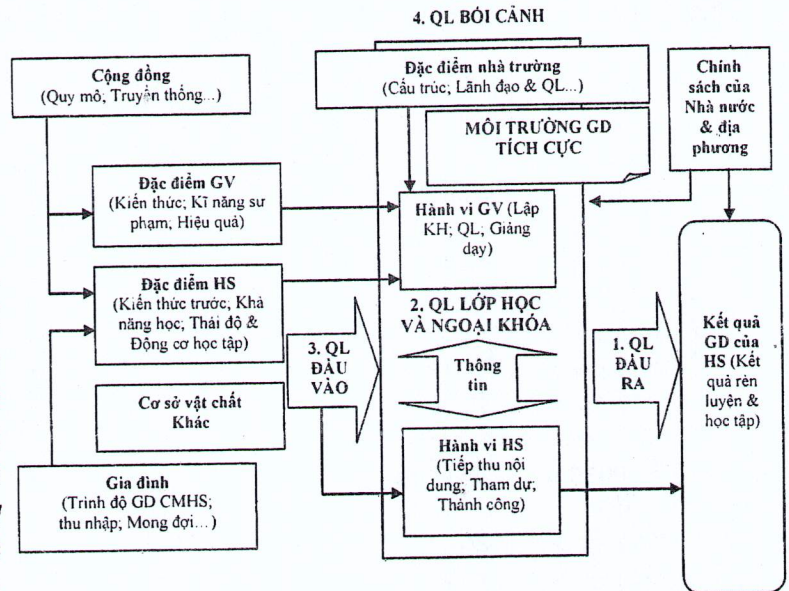 4. QL BỐI CẢNH
Cộng đồng
(Quy mô; Truyền thống...)
Đặc điểm nhà trường
(Cấu trúc; Lãnh đạo & QL...)
Chính
sách của
Nhà nước
& địa
phương
MÔI TRƯỜNG GD
TÍCH CỰC
Đặc điểm GV
(Kiến thức; Kĩ năng sư
phạm; Hiệu quả)
Hành vi GV (Lập
KH; QL; Giảng
dạy)
Đặc điểm HS
(Kiến thức trước; Khả
năng học; Thái độ &
Động cơ học tập)
2. QL LỚP HỌC
VÀ NGOẠI KHÓA
3. QL
ĐẦU
VÀO
Thông
tin
1. QL
ĐẦU
RA
Kết quả
GD của
HS (Kết
quả rèn
luyện &
học tập)
Cơ sở vật chất
Khác
Hành vi HS
(Tiếp thu nội
dung; Tham dự;
Thành công)
Gia đình
(Trình độ GD CMHS;
thu nhập; Mong đợi...)